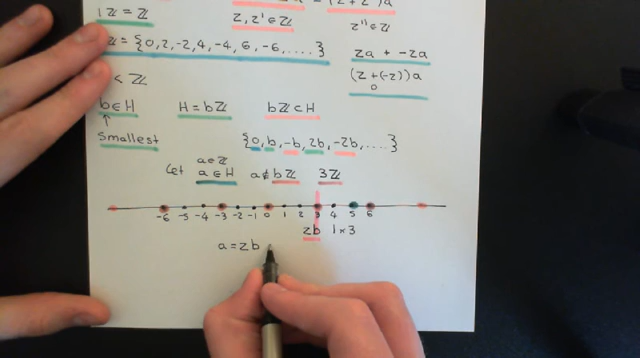 = (z + z')a
1ℤ = ℤ
z, z' ∈ ℤ
z'' ∈ ℤ
ℤ = {0, 2, -2, 4, -4, 6, -6, ....}
za + -za
(z + (-z))a
0
< ℤ
b ∈ H
H = bℤ
bℤ ⊂ H
↑
Smallest
{0, b, -b, 2b, -2b, ....}
a ∈ ℤ
Let a ∈ H
a ∉ bℤ
3ℤ
-6 -5 -4 -3 -2 -1 0 1 2 3 4 5 6
zb 1 × 3
a = zb